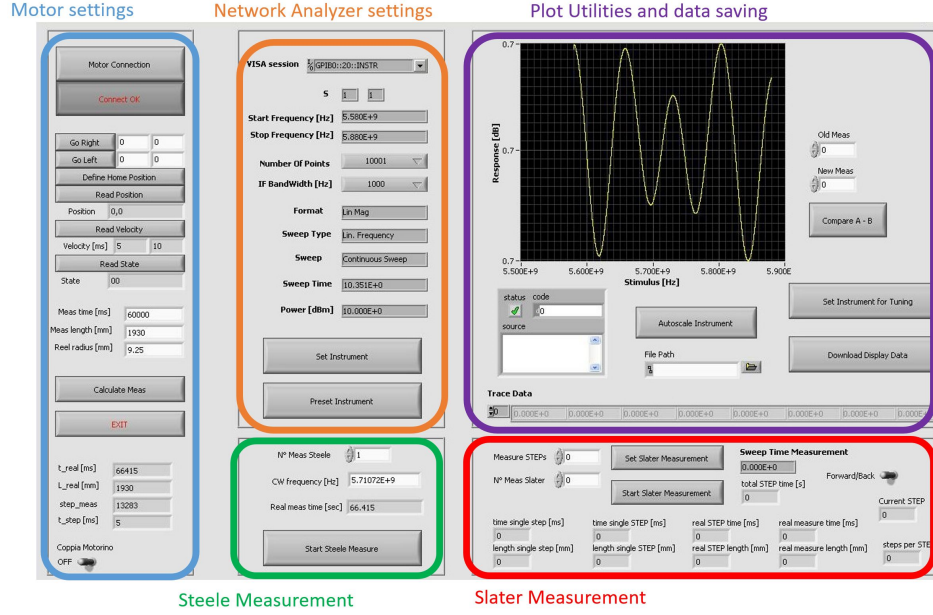 Motor settings
Network Analyzer settings
Plot Utilities and data saving
Motor Connection
Connect OK
Go Right 0 0
Go Left 0 0
Define Home Position
Read Position
Position 0,0
Read Velocity
Velocity [ms] 5 10
Read State
State 00
Meas time [ms] 60000
Meas length [mm] 1930
Reel radius [mm] 9.25
Calculate Meas
EXIT
t_real [ms] 66415
L_real [mm] 1930
step_meas 13283
t_step [ms] 5
Coppia Motorino
OFF
VISA session GPIB0::20::INSTR
S 1 1
Start Frequency [Hz] 5.580E+9
Stop Frequency [Hz] 5.880E+9
Number Of Points 10001
IF BandWidth [Hz] 1000
Format Lin Mag
Sweep Type Lin. Frequency
Sweep Continuous Sweep
Sweep Time 10.351E+0
Power [dBm] 10.000E+0
Set Instrument
Preset Instrument
0.7-
0.7-
0.7-
Response [dB]
5.500E+9 5.600E+9 5.700E+9 5.800E+9 5.900E
Stimulus [Hz]
Old Meas
0
New Meas
0
Compare A - B
status code
0
source
Autoscale Instrument
File Path
Set Instrument for Tuning
Download Display Data
Trace Data
0 0.000E+0 0.000E+0 0.000E+0 0.000E+0 0.000E+0 0.000E+0 0.000E+0 0.000E
N° Meas Steele 1
CW frequency [Hz] 5.71072E+9
Real meas time [sec] 66.415
Start Steele Measure
Measure STEPs 0
N° Meas Slater 0
Set Slater Measurement
Start Slater Measurement
Sweep Time Measurement
0.000E+0
total STEP time [s]
0
Forward/Back
Current STEP
0
time single step [ms]
0
time single STEP [ms]
0
real STEP time [ms]
0
real measure time [ms]
0
length single step [mm]
0
length single STEP [mm]
0
real STEP length [mm]
0
real measure length [mm]
0
steps per STE
0
Steele Measurement
Slater Measurement